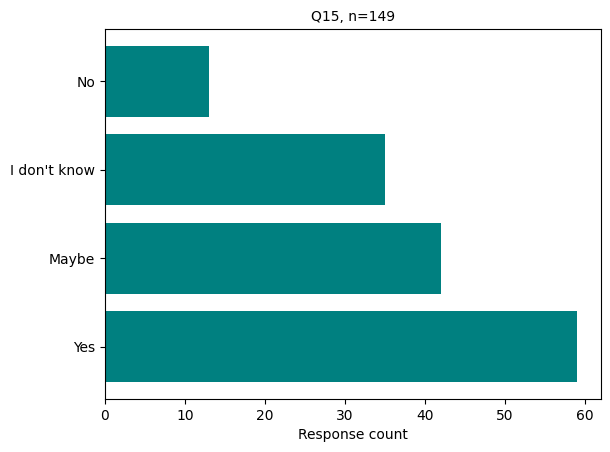 Q15, n=149
No
I don't know
Maybe
Yes
0 10 20 30 40 50 60
Response count